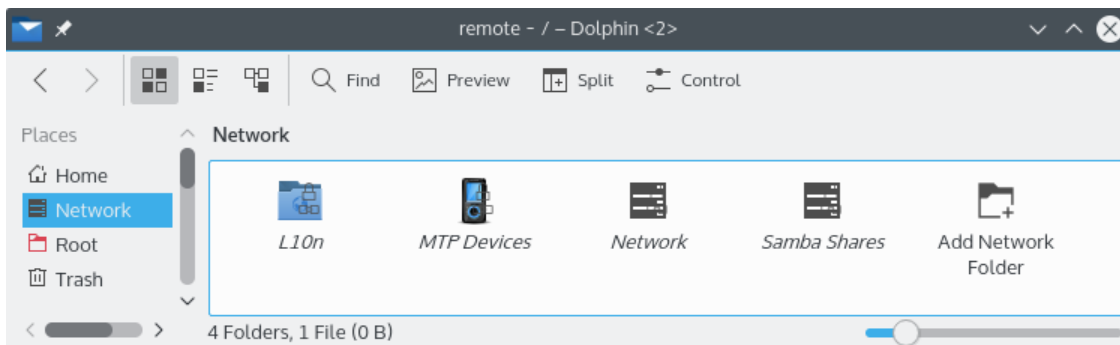 remote - / – Dolphin <2>
Find Preview Split Control
Places
Network
Home
Network
Root
Trash
L10n MTP Devices Network Samba Shares Add Network
Folder
4 Folders, 1 File (0 B)